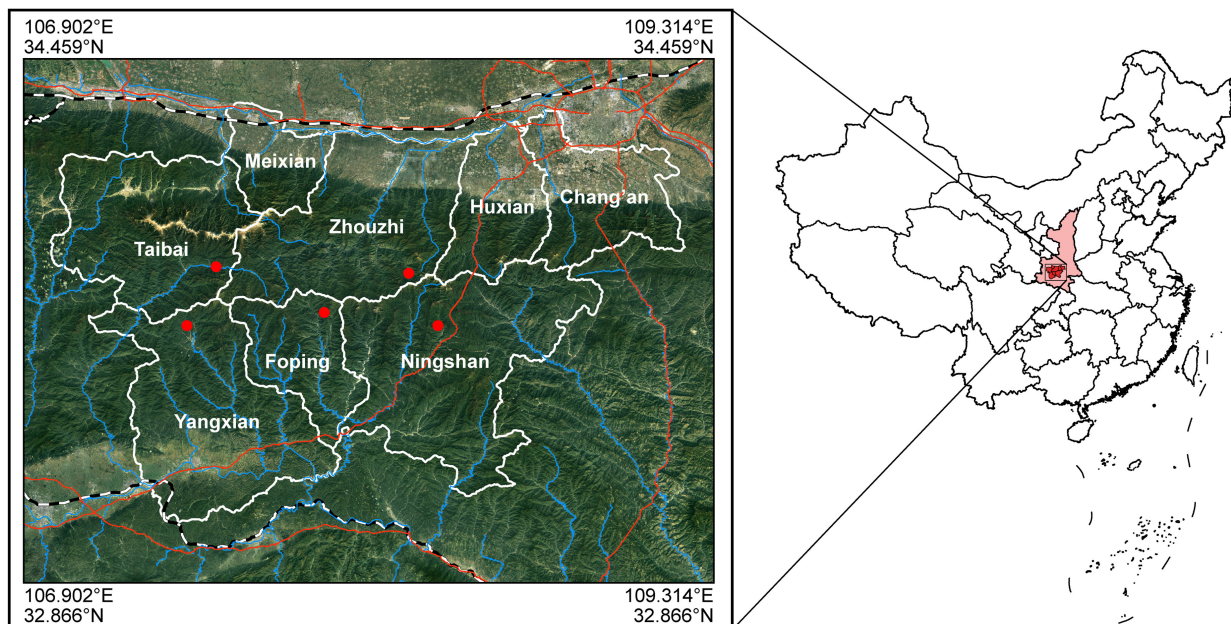 106.902°E
34.459°N
109.314°E
34.459°N
Meixian
Zhouzhi
Huxian
Chang'an
Taibai
Foping
Ningshan
Yangxian
106.902°E
32.866°N
109.314°E
32.866°N